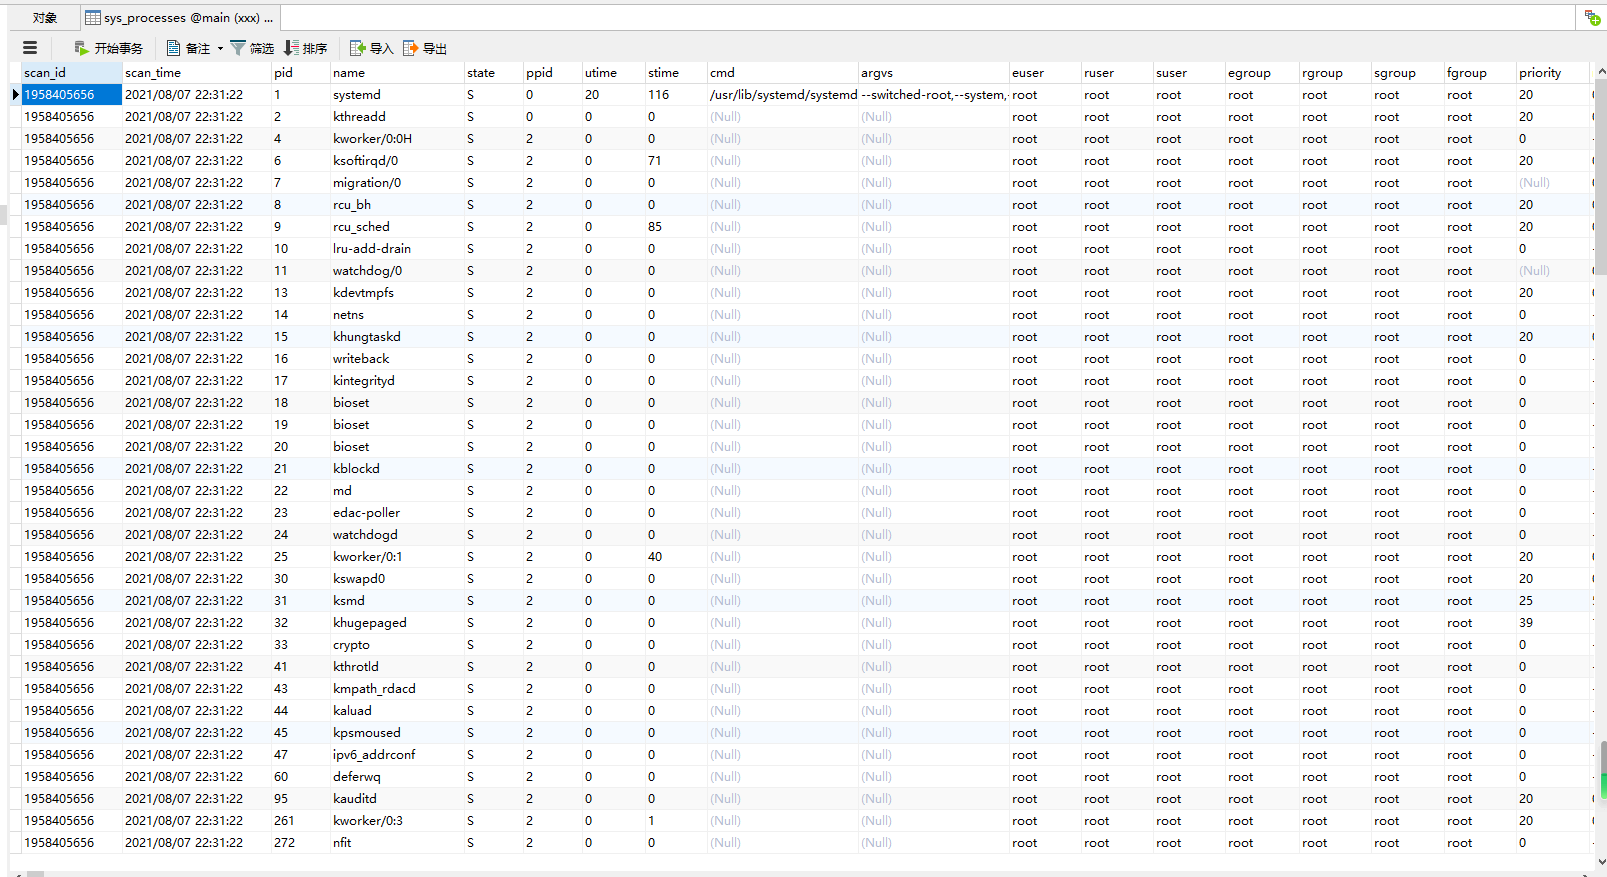 对象 sys_processes @main (xxx) ...
开始事务 备注 筛选 排序 导入 导出
scan_id scan_time pid name state ppid utime stime cmd argvs euser ruser suser egroup rgroup sgroup fgroup priority
1958405656 2021/08/07 22:31:22 1 systemd S 0 20 116 /usr/lib/systemd/systemd --switched-root,--system, root root root root root root root 20
1958405656 2021/08/07 22:31:22 2 kthreadd S 0 0 0 (Null) (Null) root root root root root root root 20
1958405656 2021/08/07 22:31:22 4 kworker/0:0H S 2 0 0 (Null) (Null) root root root root root root root 0
1958405656 2021/08/07 22:31:22 6 ksoftirqd/0 S 2 0 71 (Null) (Null) root root root root root root root 20
1958405656 2021/08/07 22:31:22 7 migration/0 S 2 0 0 (Null) (Null) root root root root root root root (Null)
1958405656 2021/08/07 22:31:22 8 rcu_bh S 2 0 0 (Null) (Null) root root root root root root root 20
1958405656 2021/08/07 22:31:22 9 rcu_sched S 2 0 85 (Null) (Null) root root root root root root root 20
1958405656 2021/08/07 22:31:22 10 lru-add-drain S 2 0 0 (Null) (Null) root root root root root root root 0
1958405656 2021/08/07 22:31:22 11 watchdog/0 S 2 0 0 (Null) (Null) root root root root root root root (Null)
1958405656 2021/08/07 22:31:22 13 kdevtmpfs S 2 0 0 (Null) (Null) root root root root root root root 20
1958405656 2021/08/07 22:31:22 14 netns S 2 0 0 (Null) (Null) root root root root root root root 0
1958405656 2021/08/07 22:31:22 15 khungtaskd S 2 0 0 (Null) (Null) root root root root root root root 20
1958405656 2021/08/07 22:31:22 16 writeback S 2 0 0 (Null) (Null) root root root root root root root 0
1958405656 2021/08/07 22:31:22 17 kintegrityd S 2 0 0 (Null) (Null) root root root root root root root 0
1958405656 2021/08/07 22:31:22 18 bioset S 2 0 0 (Null) (Null) root root root root root root root 0
1958405656 2021/08/07 22:31:22 19 bioset S 2 0 0 (Null) (Null) root root root root root root root 0
1958405656 2021/08/07 22:31:22 20 bioset S 2 0 0 (Null) (Null) root root root root root root root 0
1958405656 2021/08/07 22:31:22 21 kblockd S 2 0 0 (Null) (Null) root root root root root root root 0
1958405656 2021/08/07 22:31:22 22 md S 2 0 0 (Null) (Null) root root root root root root root 0
1958405656 2021/08/07 22:31:22 23 edac-poller S 2 0 0 (Null) (Null) root root root root root root root 0
1958405656 2021/08/07 22:31:22 24 watchdogd S 2 0 0 (Null) (Null) root root root root root root root 0
1958405656 2021/08/07 22:31:22 25 kworker/0:1 S 2 0 40 (Null) (Null) root root root root root root root 20
1958405656 2021/08/07 22:31:22 30 kswapd0 S 2 0 0 (Null) (Null) root root root root root root root 20
1958405656 2021/08/07 22:31:22 31 ksmd S 2 0 0 (Null) (Null) root root root root root root root 25
1958405656 2021/08/07 22:31:22 32 khugepaged S 2 0 0 (Null) (Null) root root root root root root root 39
1958405656 2021/08/07 22:31:22 33 crypto S 2 0 0 (Null) (Null) root root root root root root root 0
1958405656 2021/08/07 22:31:22 41 kthrotld S 2 0 0 (Null) (Null) root root root root root root root 0
1958405656 2021/08/07 22:31:22 43 kmpath_rdacd S 2 0 0 (Null) (Null) root root root root root root root 0
1958405656 2021/08/07 22:31:22 44 kaluad S 2 0 0 (Null) (Null) root root root root root root root 0
1958405656 2021/08/07 22:31:22 45 kpsmoused S 2 0 0 (Null) (Null) root root root root root root root 0
1958405656 2021/08/07 22:31:22 47 ipv6_addrconf S 2 0 0 (Null) (Null) root root root root root root root 0
1958405656 2021/08/07 22:31:22 60 deferwq S 2 0 0 (Null) (Null) root root root root root root root 0
1958405656 2021/08/07 22:31:22 95 kauditd S 2 0 0 (Null) (Null) root root root root root root root 20
1958405656 2021/08/07 22:31:22 261 kworker/0:3 S 2 0 1 (Null) (Null) root root root root root root root 20
1958405656 2021/08/07 22:31:22 272 nfit S 2 0 0 (Null) (Null) root root root root root root root 0